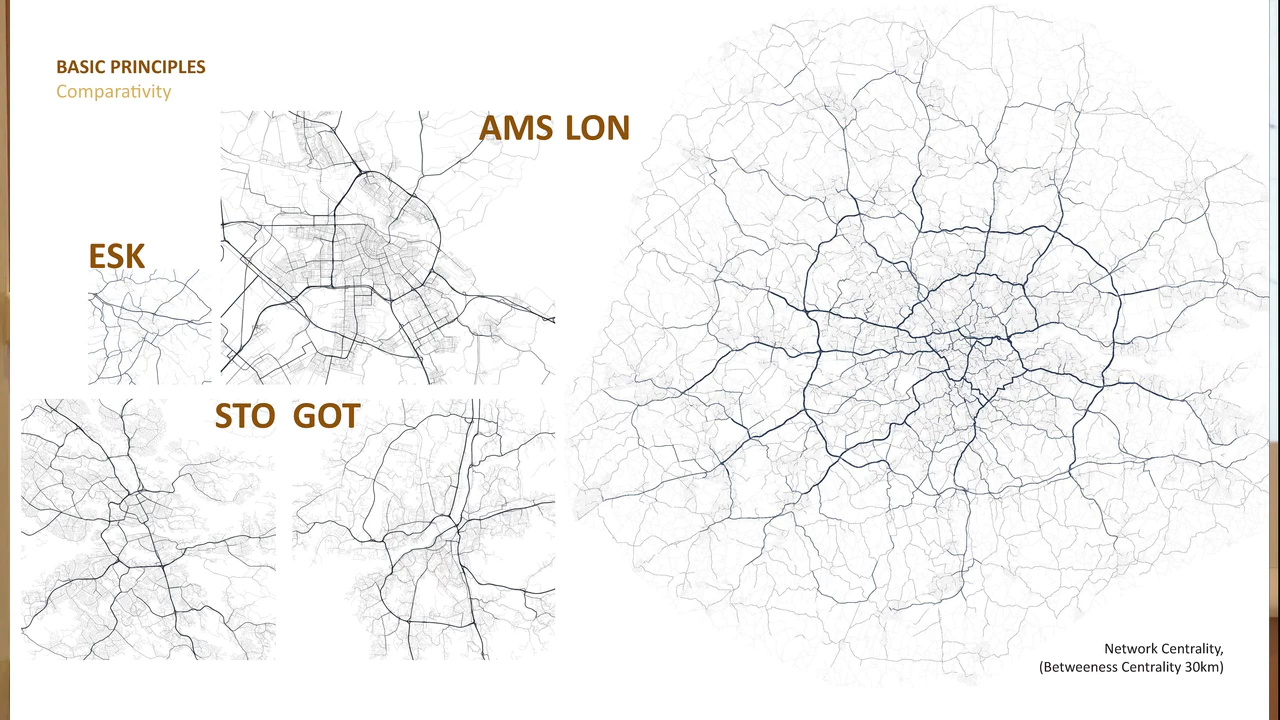 BASIC PRINCIPLES
Comparativity
AMS LON
ESK
STO GOT
Network Centrality,
(Betweeness Centrality 30km)